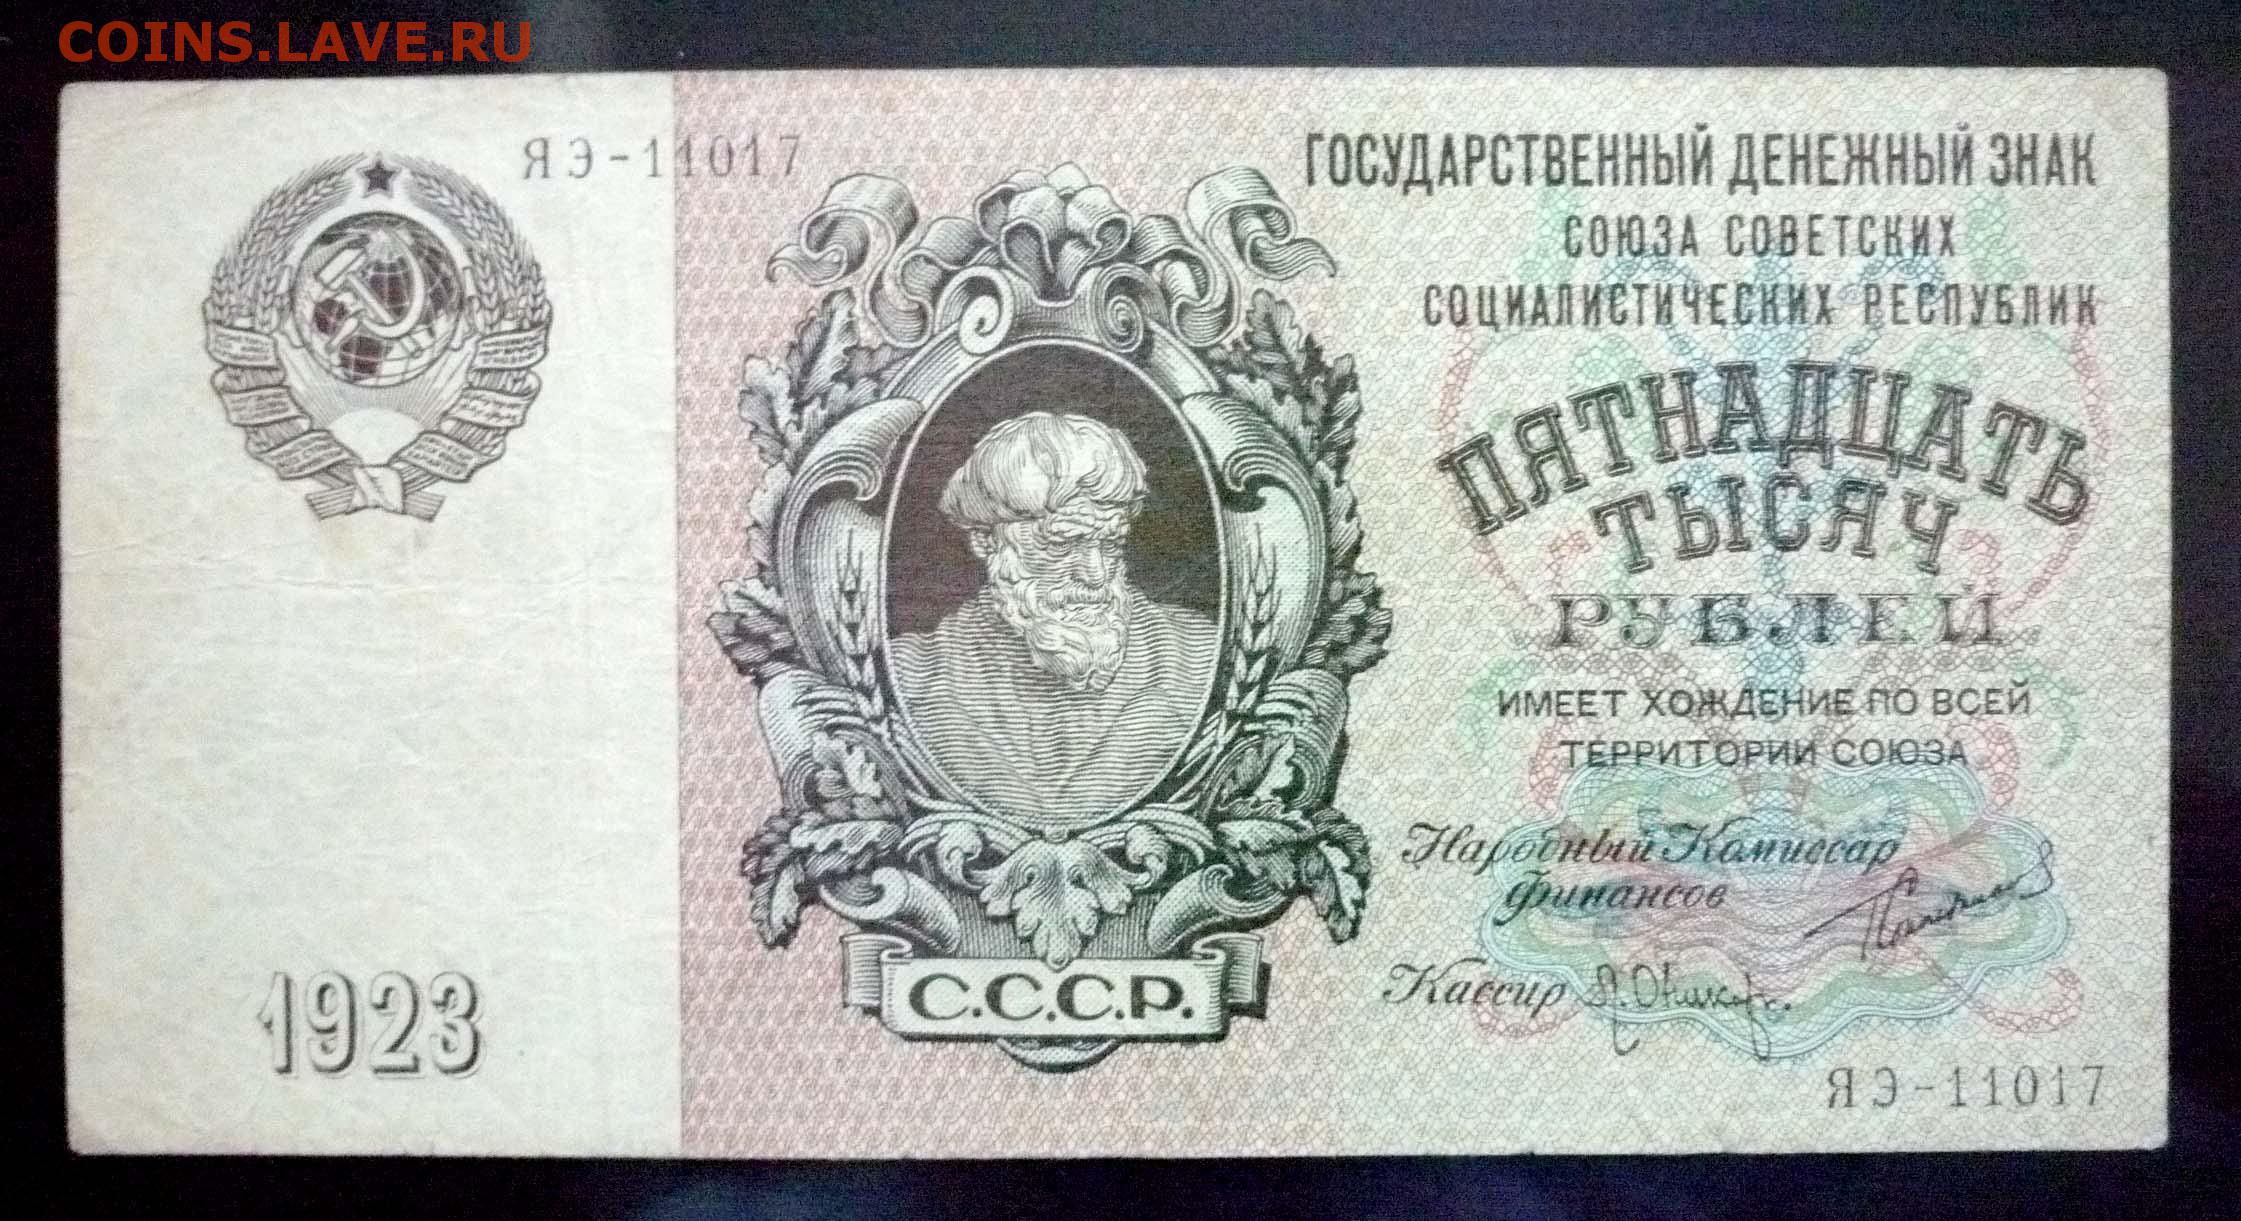 COINS.LAVE.RU
ЯЭ-11017
ГОСУДАРСТВЕННЫЙ ДЕНЕЖНЫЙ ЗНАК
СОЮЗА СОВЕТСКИХ
СОЦИАЛИСТИЧЕСКИХ РЕСПУБЛИК
ПЯТНАДЦАТЬ
ТЫСЯЧ
РУБЛЕЙ
ИМЕЕТ ХОЖДЕНИЕ ПО ВСЕЙ
ТЕРРИТОРИИ СОЮЗА
Народный Комиссар
финансов
Кассир
С.С.С.Р.
1923
ЯЭ-11017